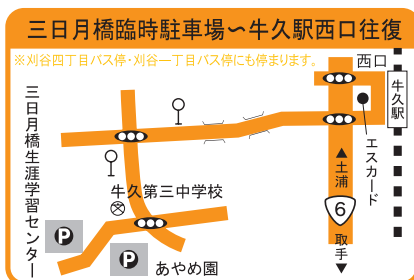 三日月橋臨時駐車場〜牛久駅西口往復
※刈谷四丁目バス停・刈谷一丁目バス停にも停まります。
西口
牛久駅
エスカード
三日月橋生涯学習センター
▲土浦
6
取手▼
牛久第三中学校
P
P
あやめ園